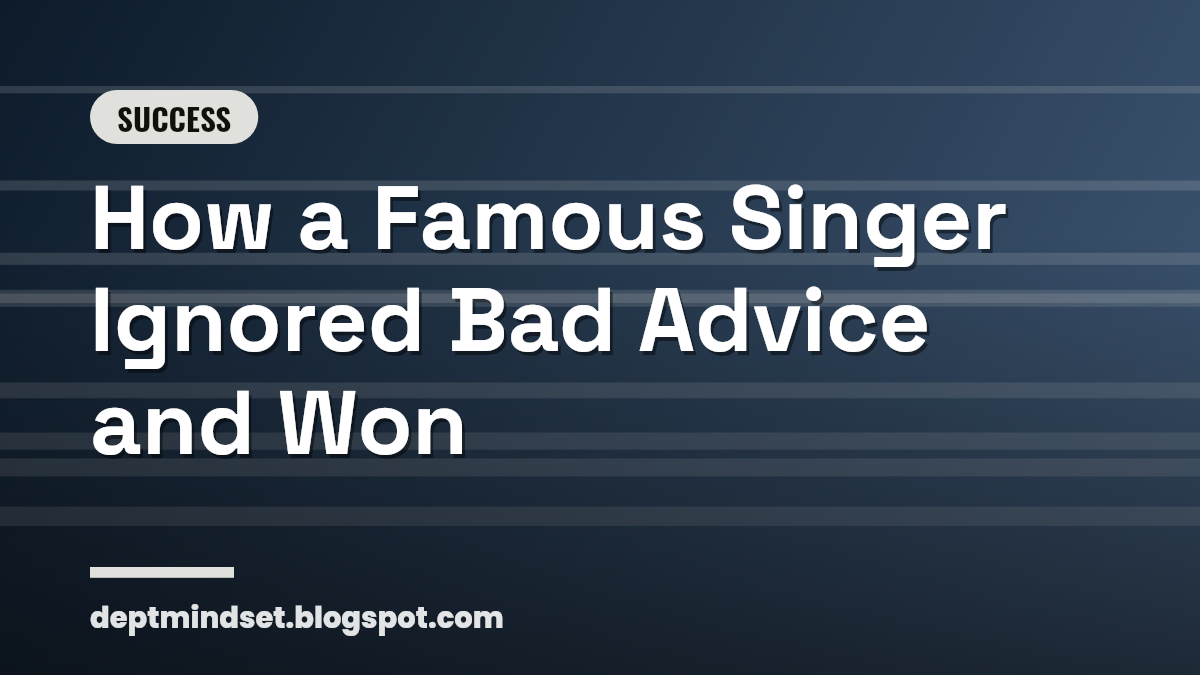 SUCCESS
How a Famous Singer
Ignored Bad Advice
and Won
deptmindset.blogspot.com